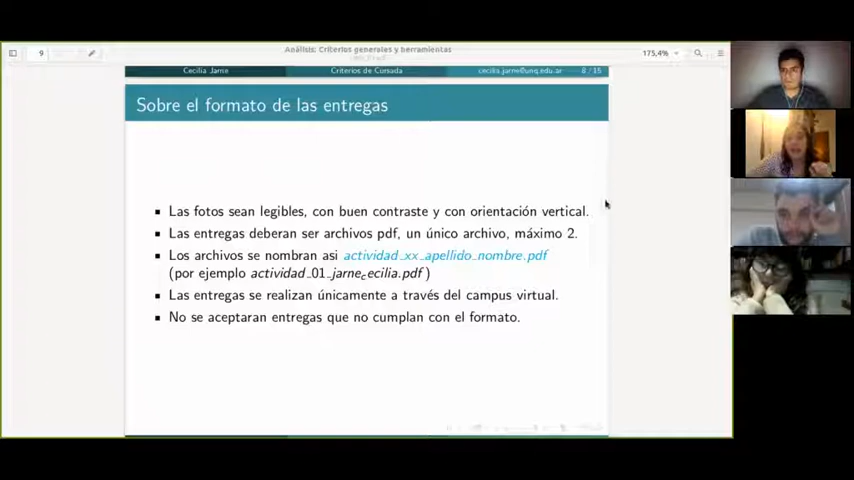 9
Análisis: Criterios generales y herramientas
175,4%
Cecilia Jarne
Criterios de Cursada
cecilia.jarne@unq.edu.ar
8 / 15
Sobre el formato de las entregas
Las fotos sean legibles, con buen contraste y con orientación vertical.
Las entregas deberan ser archivos pdf, un único archivo, máximo 2.
Los archivos se nombran asi actividad_xx_apellido_nombre.pdf
(por ejemplo actividad_01_jarnececilia.pdf)
Las entregas se realizan únicamente a través del campus virtual.
No se aceptaran entregas que no cumplan con el formato.